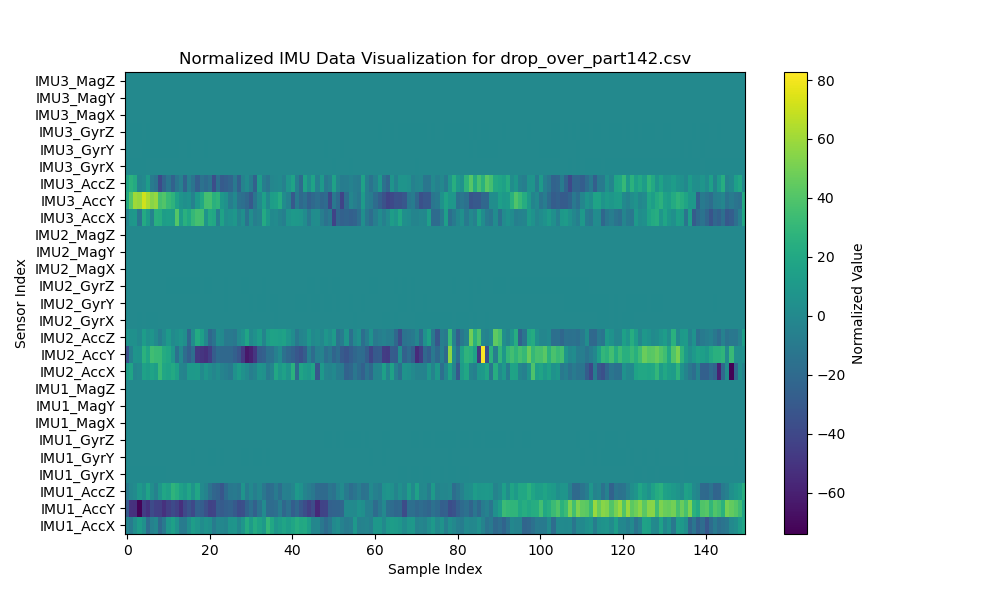 Normalized IMU Data Visualization for drop_over_part142.csv
IMU3_MagZ
IMU3_MagY
IMU3_MagX
IMU3_GyrZ
IMU3_GyrY
IMU3_GyrX
IMU3_AccZ
IMU3_AccY
IMU3_AccX
IMU2_MagZ
IMU2_MagY
IMU2_MagX
IMU2_GyrZ
IMU2_GyrY
IMU2_GyrX
IMU2_AccZ
IMU2_AccY
IMU2_AccX
IMU1_MagZ
IMU1_MagY
IMU1_MagX
IMU1_GyrZ
IMU1_GyrY
IMU1_GyrX
IMU1_AccZ
IMU1_AccY
IMU1_AccX
Sensor Index
0 20 40 60 80 100 120 140
Sample Index
80
60
40
20
0
−20
−40
−60
Normalized Value